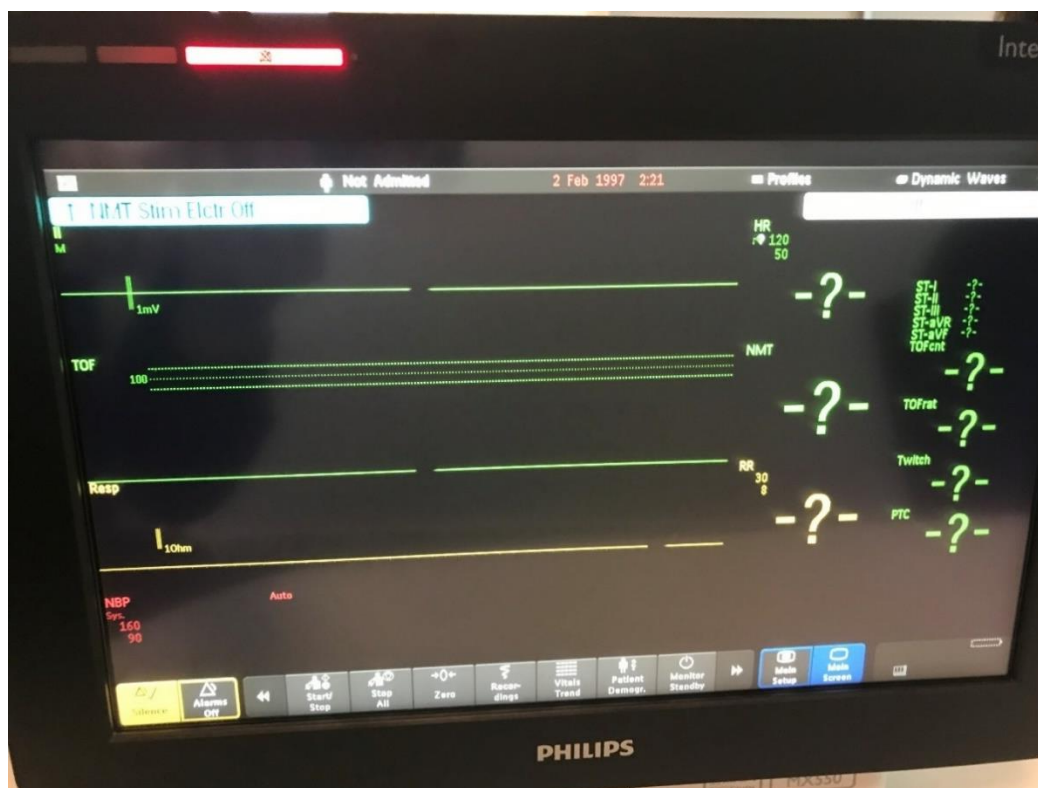 Inte
Not Admitted 2 Feb 1997 2:21 Profiles Dynamic Waves
NMT Stim Elctr Off
II
M
HR
120
50
-?-
1mV
ST-I -?-
ST-II -?-
ST-III -?-
ST-aVR -?-
ST-aVF -?-
TOFcnt
-?-
TOF
100
NMT
-?-
TOFrat
-?-
Twitch
-?-
PTC
-?-
Resp
RR
30
8
-?-
1Ohm
NBP
Auto
Sys.
160
90
Silence
Alarms
Off
Start/
Stop
Stop
All
→0←
Zero
Recor-
dings
Vitals
Trend
Patient
Demogr.
Monitor
Standby
Main
Setup
Main
Screen
PHILIPS
MX550